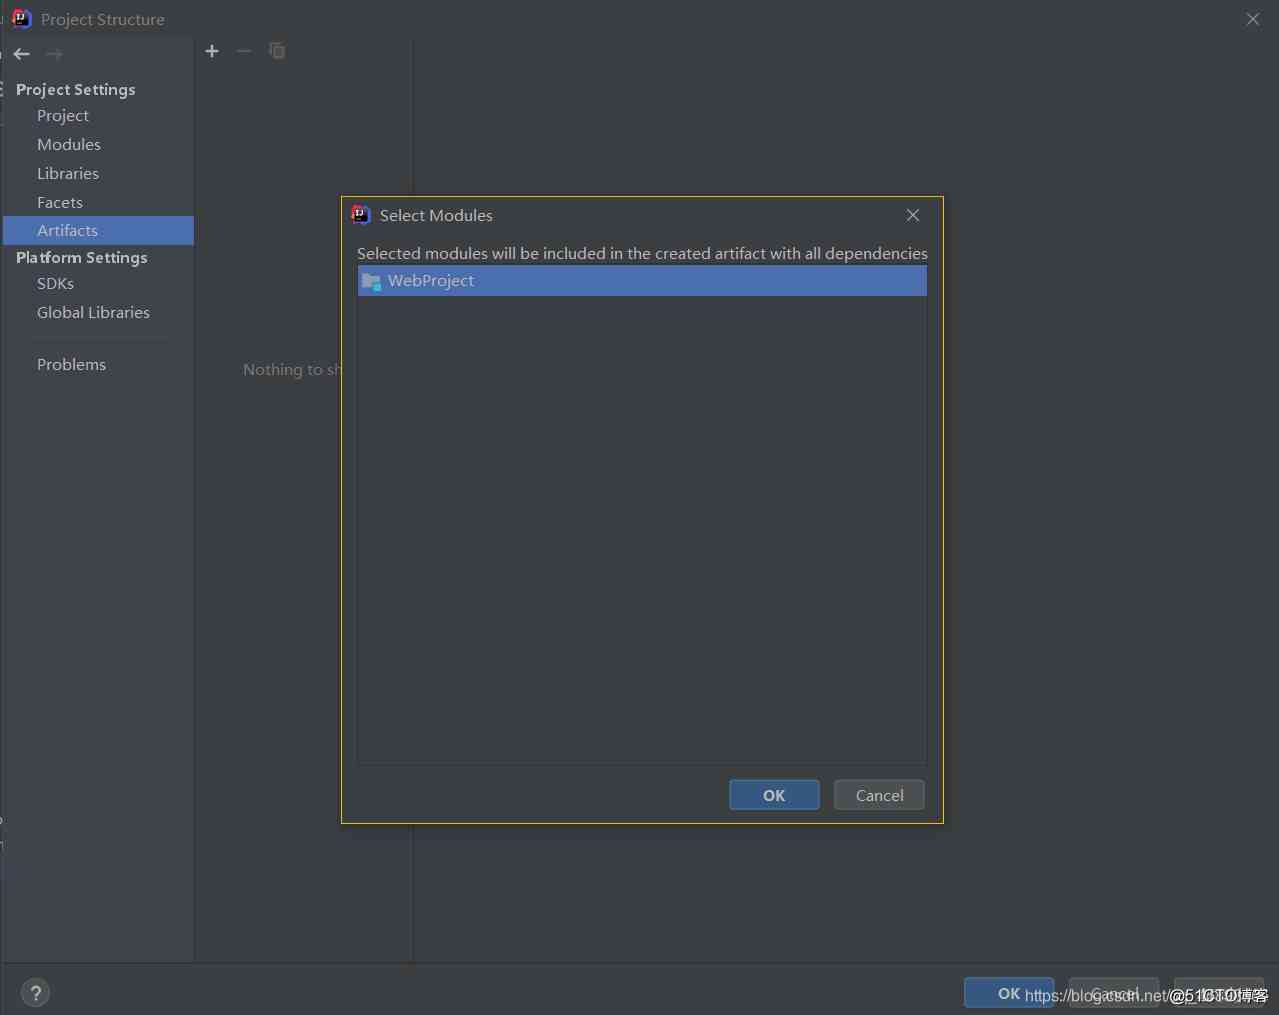 Project Structure
Project Settings
Project
Modules
Libraries
Facets
Artifacts
Platform Settings
SDKs
Global Libraries
Problems
Nothing to sh
Select Modules
Selected modules will be included in the created artifact with all dependencies
WebProject
OK
Cancel
?
OK
Cancel
https://blog.csdn.net/
@51CTO博客